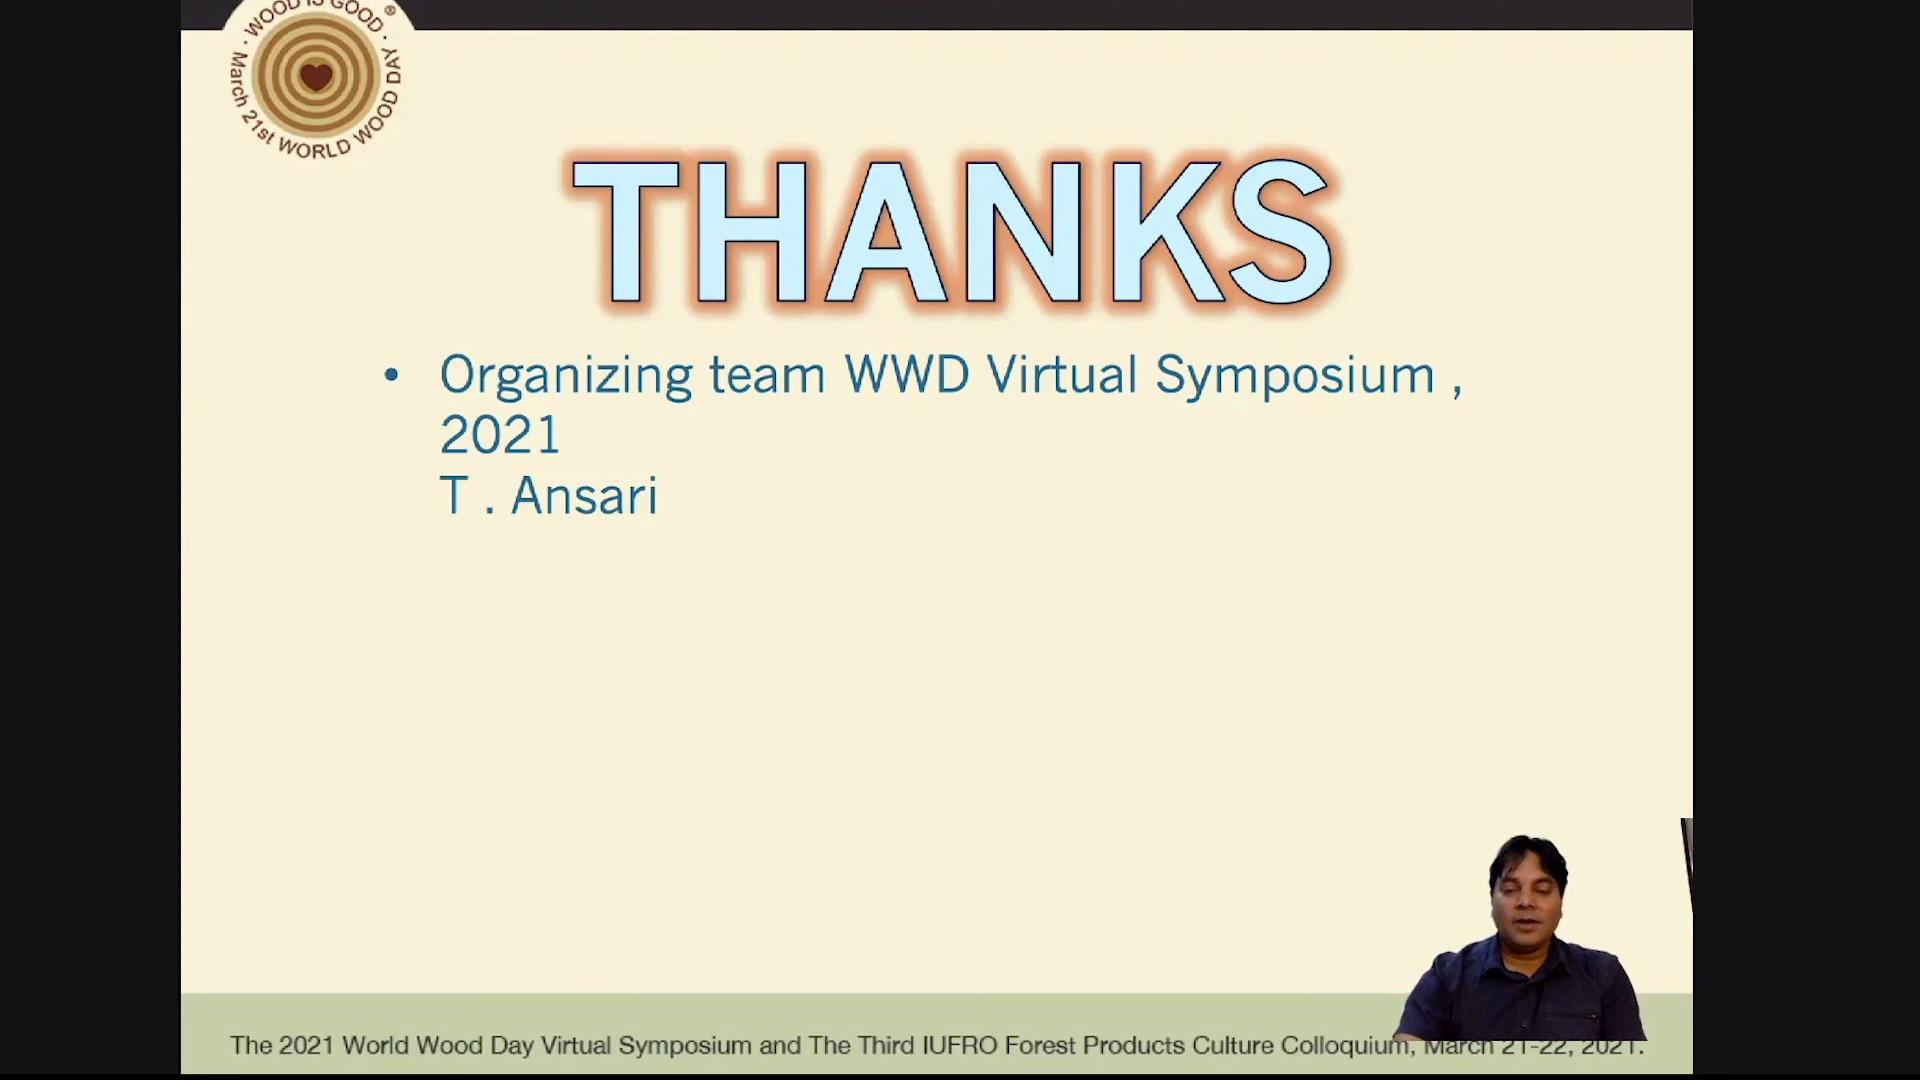 WOOD IS GOOD ®
· March 21st WORLD WOOD DAY ·
THANKS
• Organizing team WWD Virtual Symposium ,
2021
T . Ansari
The 2021 World Wood Day Virtual Symposium and The Third IUFRO Forest Products Culture Colloquium, March 21-22, 2021.